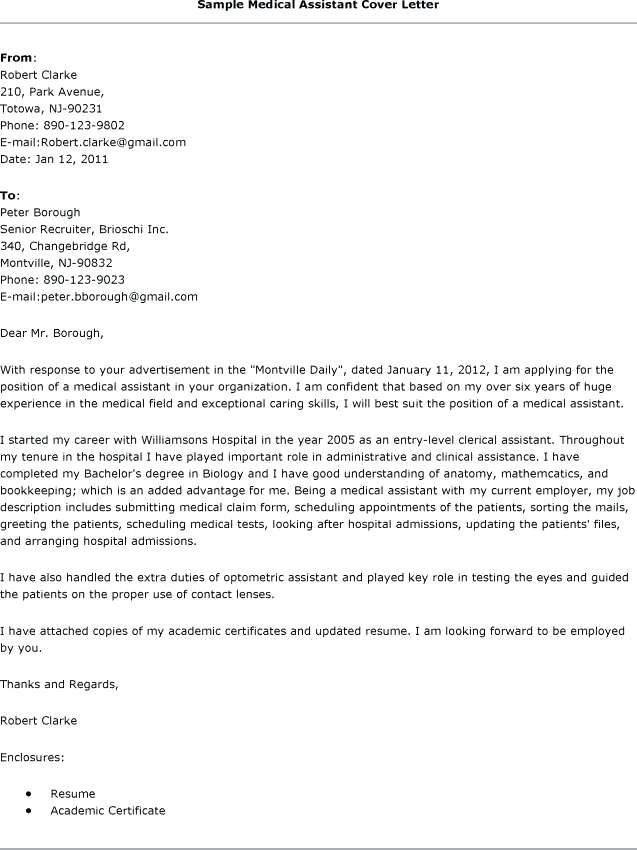 Sample Medical Assistant Cover Letter
From:
Robert Clarke
210, Park Avenue,
Totowa, NJ-90231
Phone: 890-123-9802
E-mail:Robert.clarke@gmail.com
Date: Jan 12, 2011
To:
Peter Borough
Senior Recruiter, Brioschi Inc.
340, Changebridge Rd,
Montville, NJ-90832
Phone: 890-123-9023
E-mail:peter.bborough@gmail.com
Dear Mr. Borough,
With response to your advertisement in the "Montville Daily", dated January 11, 2012, I am applying for the
position of a medical assistant in your organization. I am confident that based on my over six years of huge
experience in the medical field and exceptional caring skills, I will best suit the position of a medical assistant.
I started my career with Williamsons Hospital in the year 2005 as an entry-level clerical assistant. Throughout
my tenure in the hospital I have played important role in administrative and clinical assistance. I have
completed my Bachelor's degree in Biology and I have good understanding of anatomy, mathemcatics, and
bookkeeping; which is an added advantage for me. Being a medical assistant with my current employer, my job
description includes submitting medical claim form, scheduling appointments of the patients, sorting the mails,
greeting the patients, scheduling medical tests, looking after hospital admissions, updating the patients' files,
and arranging hospital admissions.
I have also handled the extra duties of optometric assistant and played key role in testing the eyes and guided
the patients on the proper use of contact lenses.
I have attached copies of my academic certificates and updated resume. I am looking forward to be employed
by you.
Thanks and Regards,
Robert Clarke
Enclosures:
● Resume
● Academic Certificate